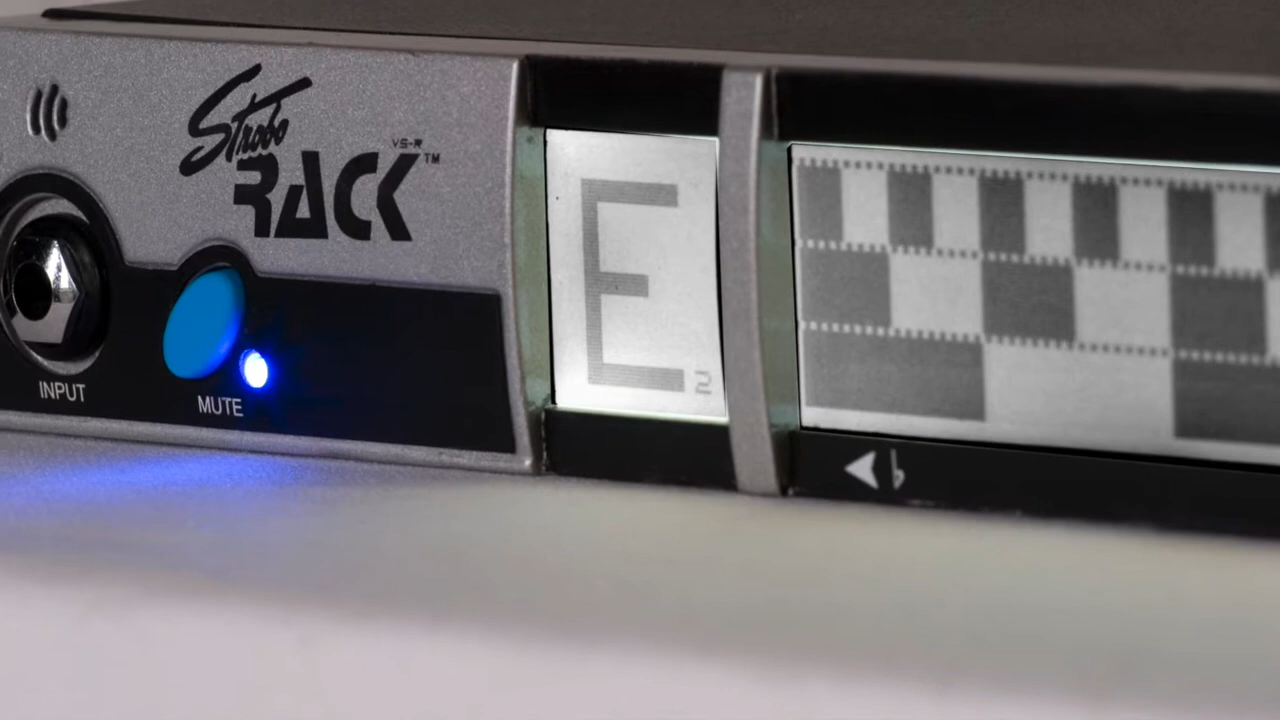 Strobo
VS-R
RACK™
INPUT
MUTE
E2
♭